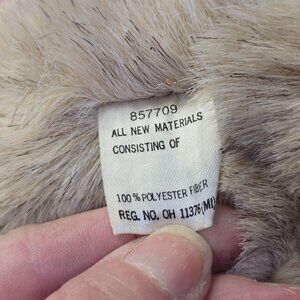 857709
ALL NEW MATERIALS
CONSISTING OF
100% POLYESTER FIBER
REG. NO. OH 11376 (MI)